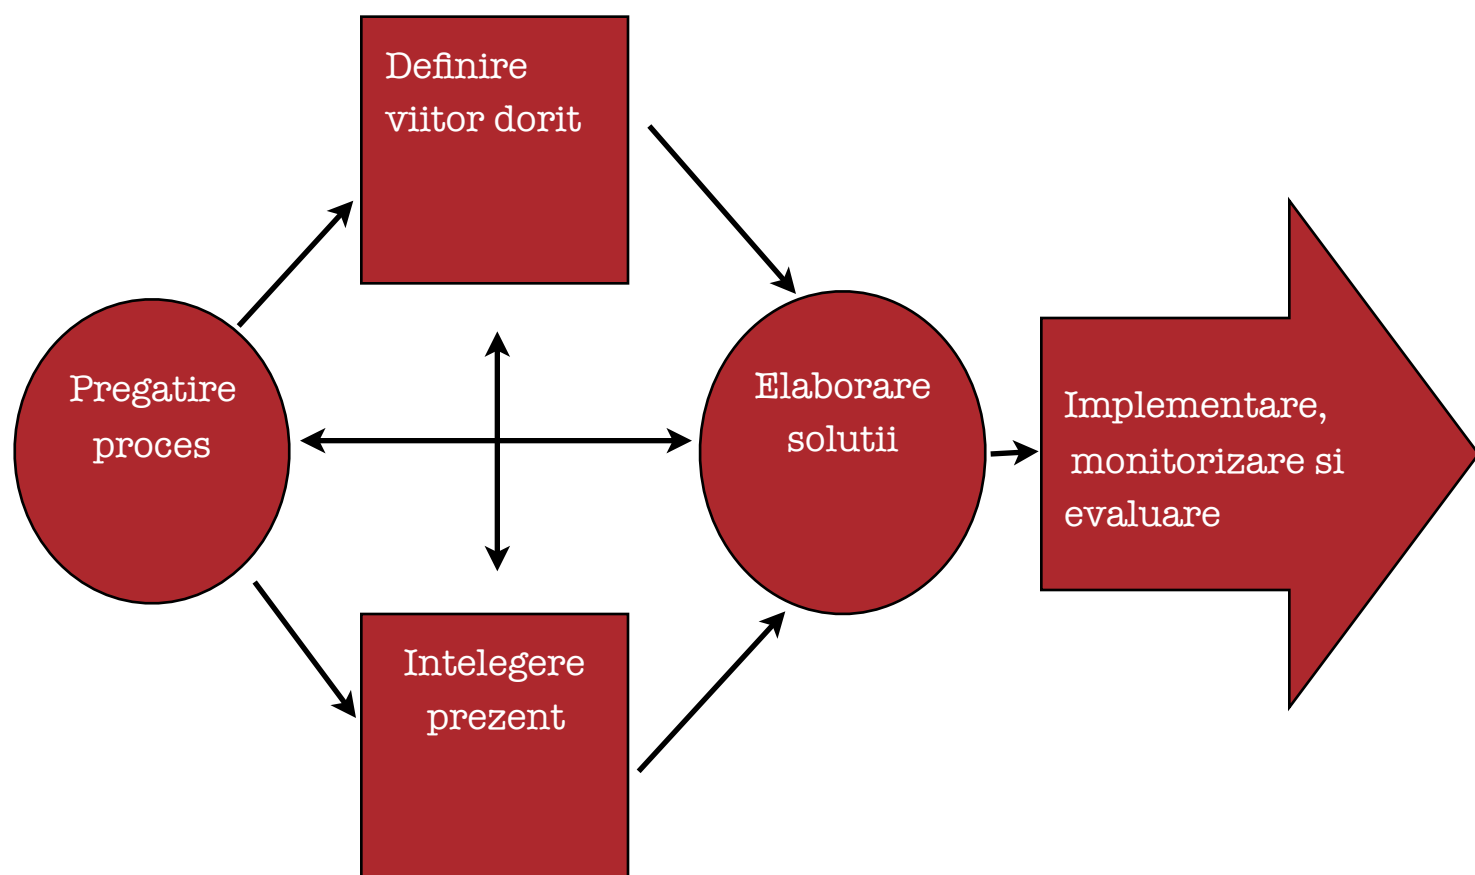 Definire
viitor dorit
Pregatire
proces
Elaborare
solutii
Implementare,
monitorizare si
evaluare
Intelegere
prezent